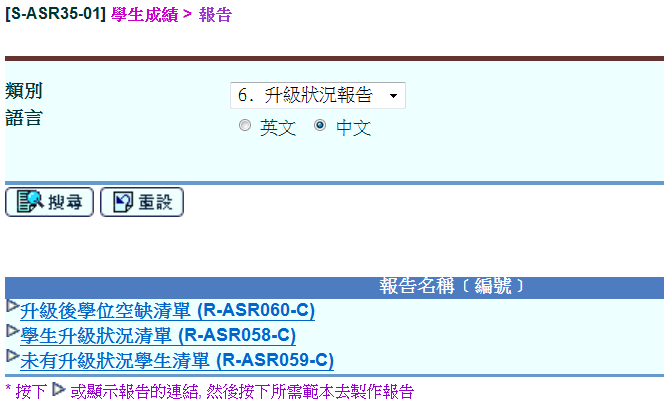 [S-ASR35-01] 學生成績 > 報告
類別 6. 升級狀況報告
語言 英文 中文
搜尋 重設
報告名稱﹝編號﹞
升級後學位空缺清單 (R-ASR060-C)
學生升級狀況清單 (R-ASR058-C)
未有升級狀況學生清單 (R-ASR059-C)
* 按下 或顯示報告的連結, 然後按下所需範本去製作報告